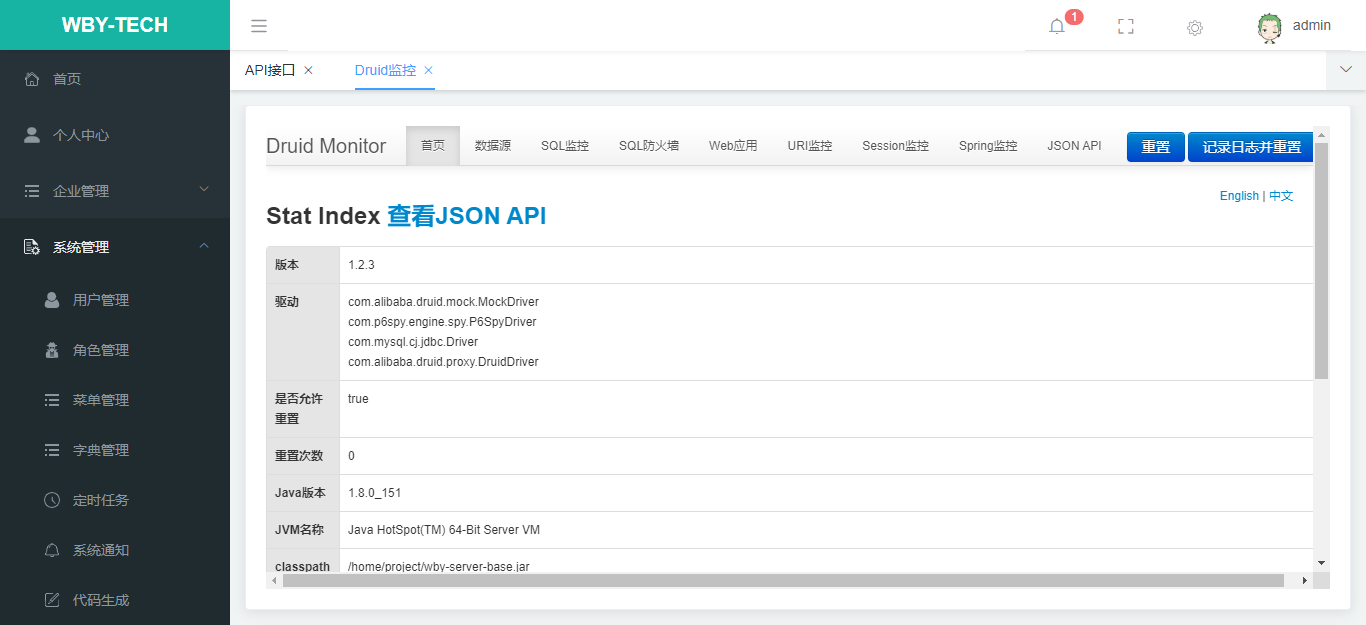 WBY-TECH
1
admin
首页
个人中心
企业管理
系统管理
用户管理
角色管理
菜单管理
字典管理
定时任务
系统通知
代码生成
API接口 ×
Druid监控 ×
Druid Monitor 首页 数据源 SQL监控 SQL防火墙 Web应用 URI监控 Session监控 Spring监控 JSON API 重置 记录日志并重置
English | 中文
Stat Index 查看JSON API
版本 1.2.3
驱动 com.alibaba.druid.mock.MockDriver
com.p6spy.engine.spy.P6SpyDriver
com.mysql.cj.jdbc.Driver
com.alibaba.druid.proxy.DruidDriver
是否允许 true
重置
重置次数 0
Java版本 1.8.0_151
JVM名称 Java HotSpot(TM) 64-Bit Server VM
classpath /home/project/wby-server-base.jar